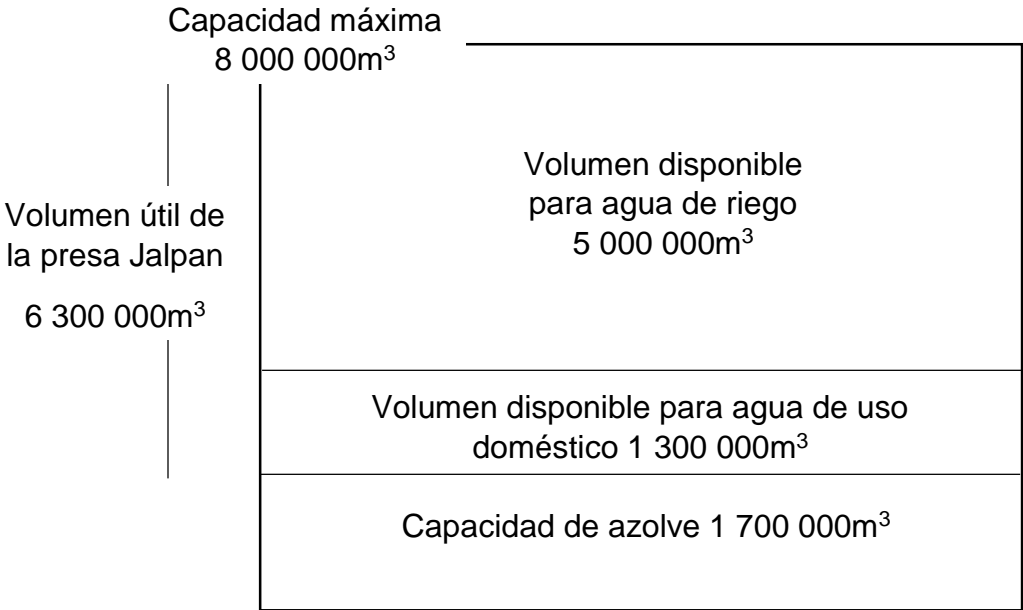 Capacidad máxima
8 000 000m³
Volumen disponible
para agua de riego
5 000 000m³
Volumen útil de
la presa Jalpan
6 300 000m³
Volumen disponible para agua de uso
doméstico 1 300 000m³
Capacidad de azolve 1 700 000m³